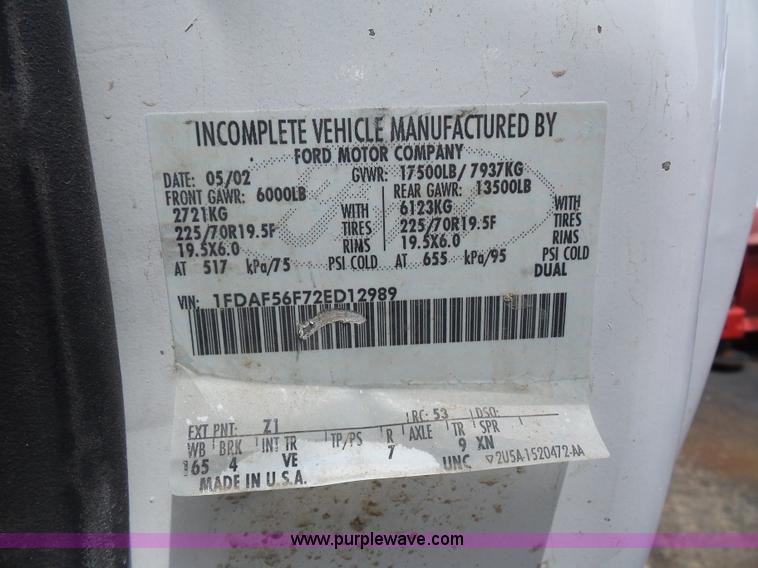 INCOMPLETE VEHICLE MANUFACTURED BY
FORD MOTOR COMPANY
DATE: 05/02 GVWR: 17500LB/ 7937KG
FRONT GAWR: 6000LB REAR GAWR: 13500LB
2721KG WITH 6123KG WITH
225/70R19.5F TIRES 225/70R19.5F TIRES
19.5X6.0 RIMS 19.5X6.0 RIMS
AT 517 kPa/75 PSI COLD AT 655 kPa/95 PSI COLD
DUAL
VIN: 1FDAF56F72ED12989
EXT PNT: Z1 RC: 53 DSO:
WB BRK INT TR TP/PS R AXLE TR SPR
165 4 VE 7 9 XN
MADE IN U.S.A. UNC 2U5A-1520472-AA
www.purplewave.com